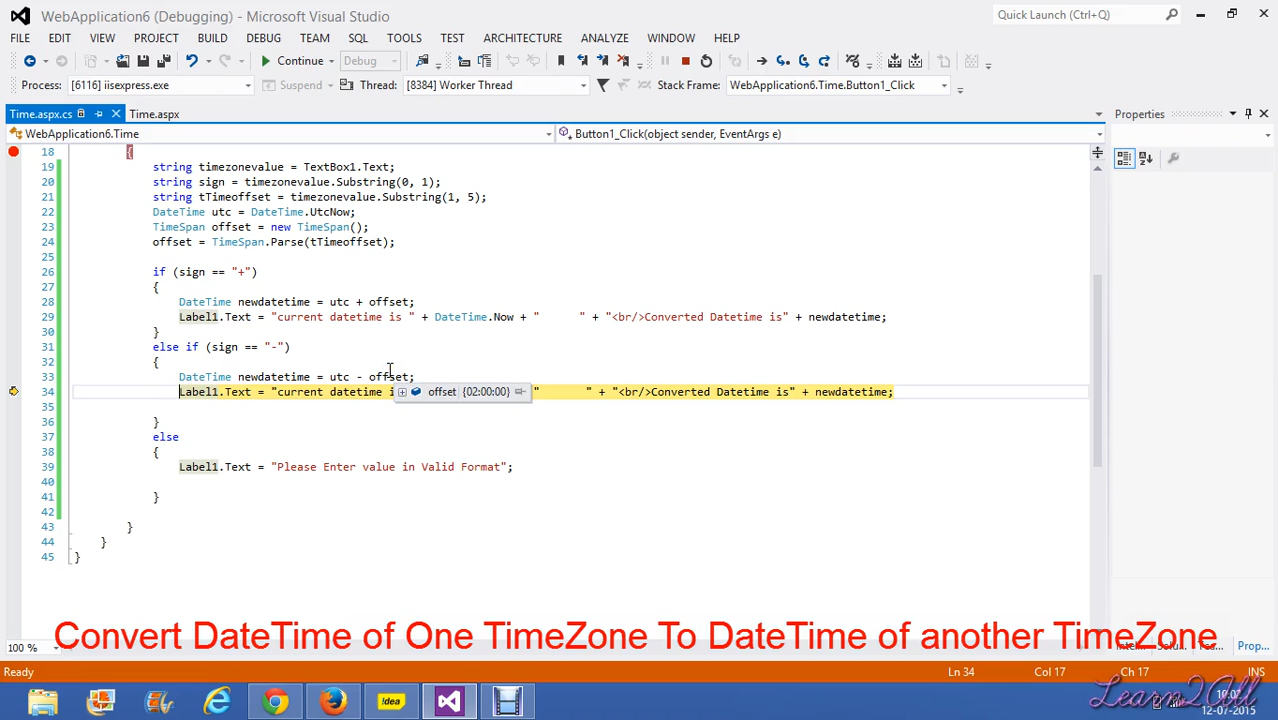 WebApplication6 (Debugging) - Microsoft Visual Studio
Quick Launch (Ctrl+Q)
FILE EDIT VIEW PROJECT BUILD DEBUG TEAM SQL TOOLS TEST ARCHITECTURE ANALYZE WINDOW HELP
Continue Debug
Process: [6116] iisexpress.exe Suspend Thread: [8384] Worker Thread Stack Frame: WebApplication6.Time.Button1_Click
Time.aspx.cs Time.aspx Properties
WebApplication6.Time Button1_Click(object sender, EventArgs e)
18 {
19 string timezonevalue = TextBox1.Text;
20 string sign = timezonevalue.Substring(0, 1);
21 string tTimeoffset = timezonevalue.Substring(1, 5);
22 DateTime utc = DateTime.UtcNow;
23 TimeSpan offset = new TimeSpan();
24 offset = TimeSpan.Parse(tTimeoffset);
25
26 if (sign == "+")
27 {
28 DateTime newdatetime = utc + offset;
29 Label1.Text = "current datetime is " + DateTime.Now + "      " + "<br/>Converted Datetime is" + newdatetime;
30 }
31 else if (sign == "-")
32 {
33 DateTime newdatetime = utc - offset;
34 Label1.Text = "current datetime i offset {02:00:00} "      " + "<br/>Converted Datetime is" + newdatetime;
35
36 }
37 else
38 {
39 Label1.Text = "Please Enter value in Valid Format";
40
41 }
42
43 }
44 }
45 }
Convert DateTime of One TimeZone To DateTime of another TimeZone
100 % Prop...
Ready Ln 34 Col 17 Ch 17 INS
idea
Learn2All
12-07-2015